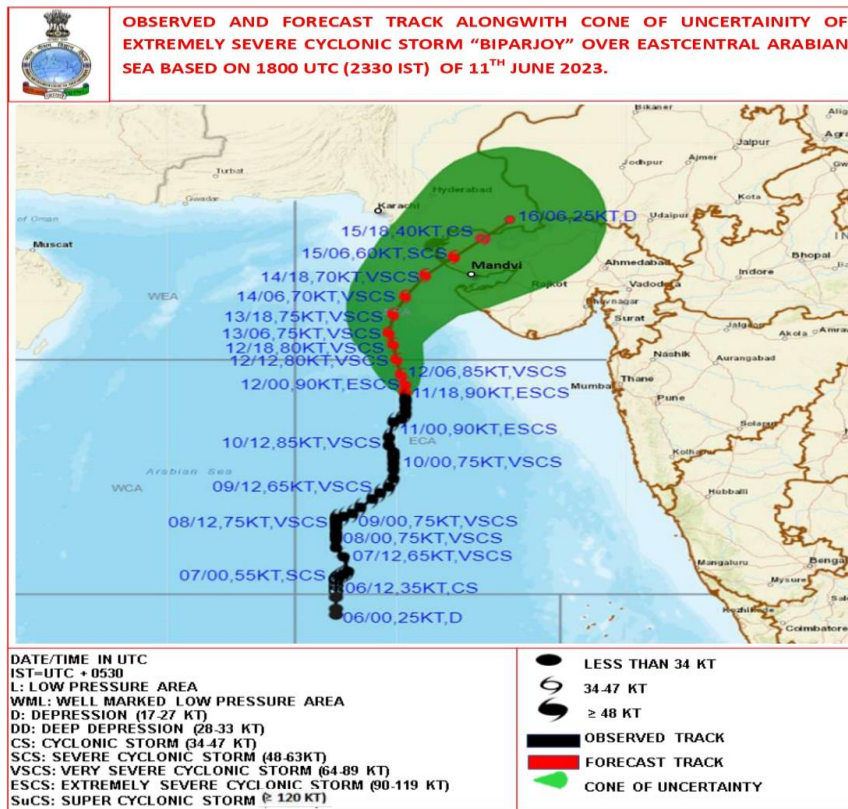 OBSERVED AND FORECAST TRACK ALONGWITH CONE OF UNCERTAINITY OF
EXTREMELY SEVERE CYCLONIC STORM “BIPARJOY” OVER EASTCENTRAL ARABIAN
SEA BASED ON 1800 UTC (2330 IST) OF 11TH JUNE 2023.
Bikaner
Jaipur
Jodhpur
Ajmer
Turbat
Gwadar
Hyderabad
Karachi
Kota
Udaipur
16/06,25KT,D
15/18,40KT,CS
15/06,60KT,SCS
Muscat
Mandvi
Ahmedabad
Bhopal
14/18,70KT,VSCS
Indore
Rajkot
Vadodara
14/06,70KT,VSCS
WEA
Bhavnagar
Surat
13/18,75KT,VSCS
13/06,75KT,VSCS
Jalgaon
Akola
12/18,80KT,VSCS
Nashik
Aurangabad
12/12,80KT,VSCS
12/06,85KT,VSCS
12/00,90KT,ESCS
Mumbai
Thane
11/18,90KT,ESCS
Pune
Solapur
11/00,90KT,ESCS
10/12,85KT,VSCS
ECA
10/00,75KT,VSCS
Arabian Sea
WCA
09/12,65KT,VSCS
Hubballi
08/12,75KT,VSCS
09/00,75KT,VSCS
08/00,75KT,VSCS
07/12,65KT,VSCS
Mangaluru
07/00,55KT,SCS
06/12,35KT,CS
Mysuru
06/00,25KT,D
Kozhikode
Coimbatore
DATE/TIME IN UTC
IST=UTC + 0530
L: LOW PRESSURE AREA
WML: WELL MARKED LOW PRESSURE AREA
D: DEPRESSION (17-27 KT)
DD: DEEP DEPRESSION (28-33 KT)
CS: CYCLONIC STORM (34-47 KT)
SCS: SEVERE CYCLONIC STORM (48-63KT)
VSCS: VERY SEVERE CYCLONIC STORM (64-89 KT)
ESCS: EXTREMELY SEVERE CYCLONIC STORM (90-119 KT)
SuCS: SUPER CYCLONIC STORM (≥ 120 KT)
LESS THAN 34 KT
34-47 KT
≥ 48 KT
OBSERVED TRACK
FORECAST TRACK
CONE OF UNCERTAINTY